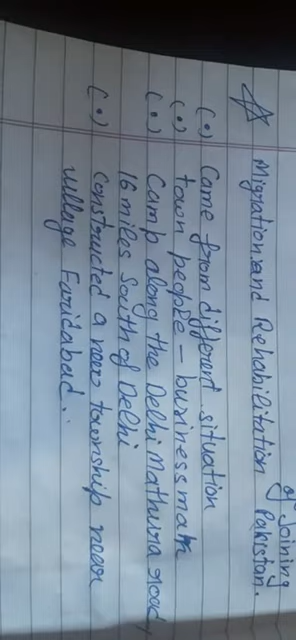 of Joining
Pakistan.
Migration and Rehabilitation
(•) Came from different situation
(•) town people - businessman
(•) Camp along the Delhi Mathura road,
16 miles South of Delhi
(•) constructed a new township near
village Faridabad.